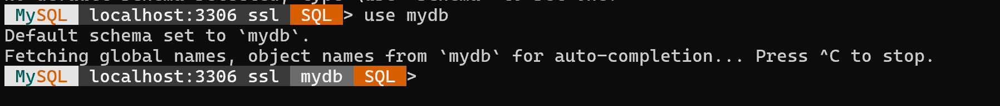 MySQL localhost:3306 ssl SQL > use mydb
Default schema set to `mydb`.
Fetching global names, object names from `mydb` for auto-completion... Press ^C to stop.
MySQL localhost:3306 ssl mydb SQL >